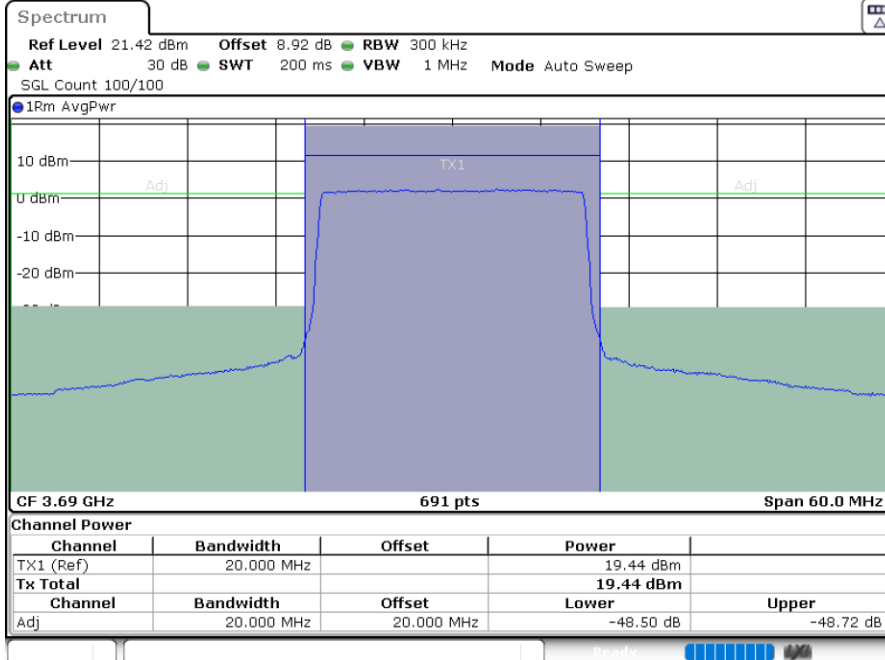 Spectrum
Ref Level 21.42 dBm Offset 8.92 dB RBW 300 kHz
Att 30 dB SWT 200 ms VBW 1 MHz Mode Auto Sweep
SGL Count 100/100
1Rm AvgPwr
10 dBm
TX1
Adj Adj
0 dBm
-10 dBm
-20 dBm
CF 3.69 GHz 691 pts Span 60.0 MHz
Channel Power
Channel Bandwidth Offset Power
TX1 (Ref) 20.000 MHz 19.44 dBm
Tx Total 19.44 dBm
Channel Bandwidth Offset Lower Upper
Adj 20.000 MHz 20.000 MHz -48.50 dB -48.72 dB
Ready